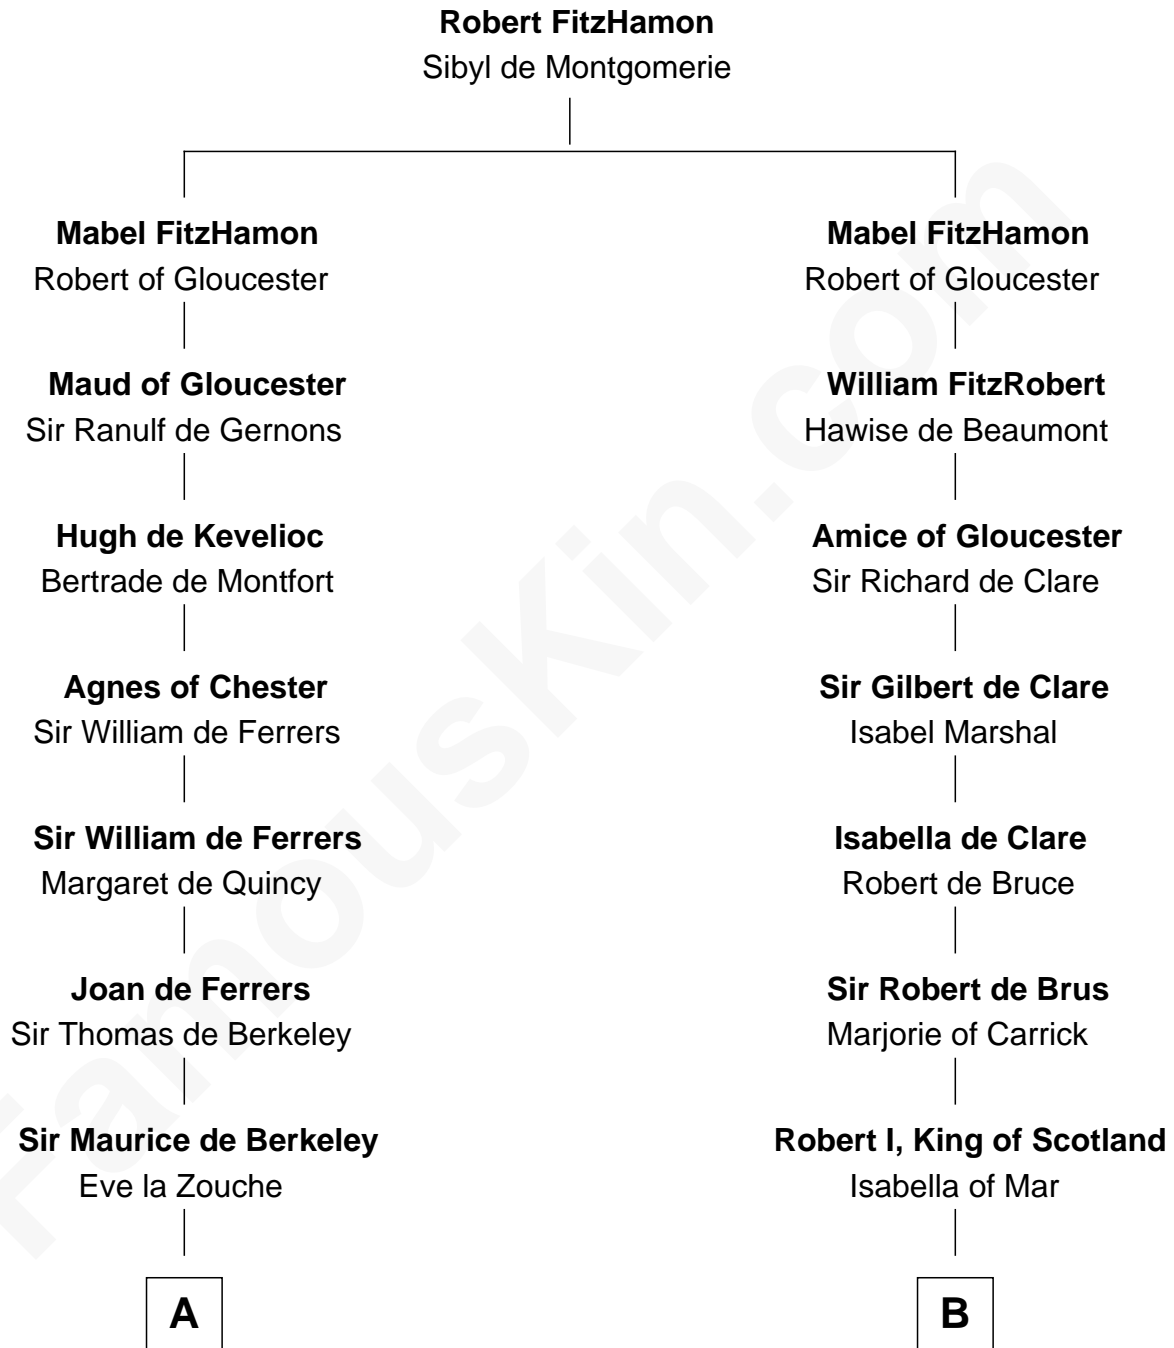 Robert FitzHamon
Sibyl de Montgomerie
Mabel FitzHamon
Robert of Gloucester
Maud of Gloucester
Sir Ranulf de Gernons
Hugh de Kevelioc
Bertrade de Montfort
Agnes of Chester
Sir William de Ferrers
Sir William de Ferrers
Margaret de Quincy
Joan de Ferrers
Sir Thomas de Berkeley
Sir Maurice de Berkeley
Eve la Zouche
A
Mabel FitzHamon
Robert of Gloucester
William FitzRobert
Hawise de Beaumont
Amice of Gloucester
Sir Richard de Clare
Sir Gilbert de Clare
Isabel Marshal
Isabella de Clare
Robert de Bruce
Sir Robert de Brus
Marjorie of Carrick
Robert I, King of Scotland
Isabella of Mar
B
FamousKin.com